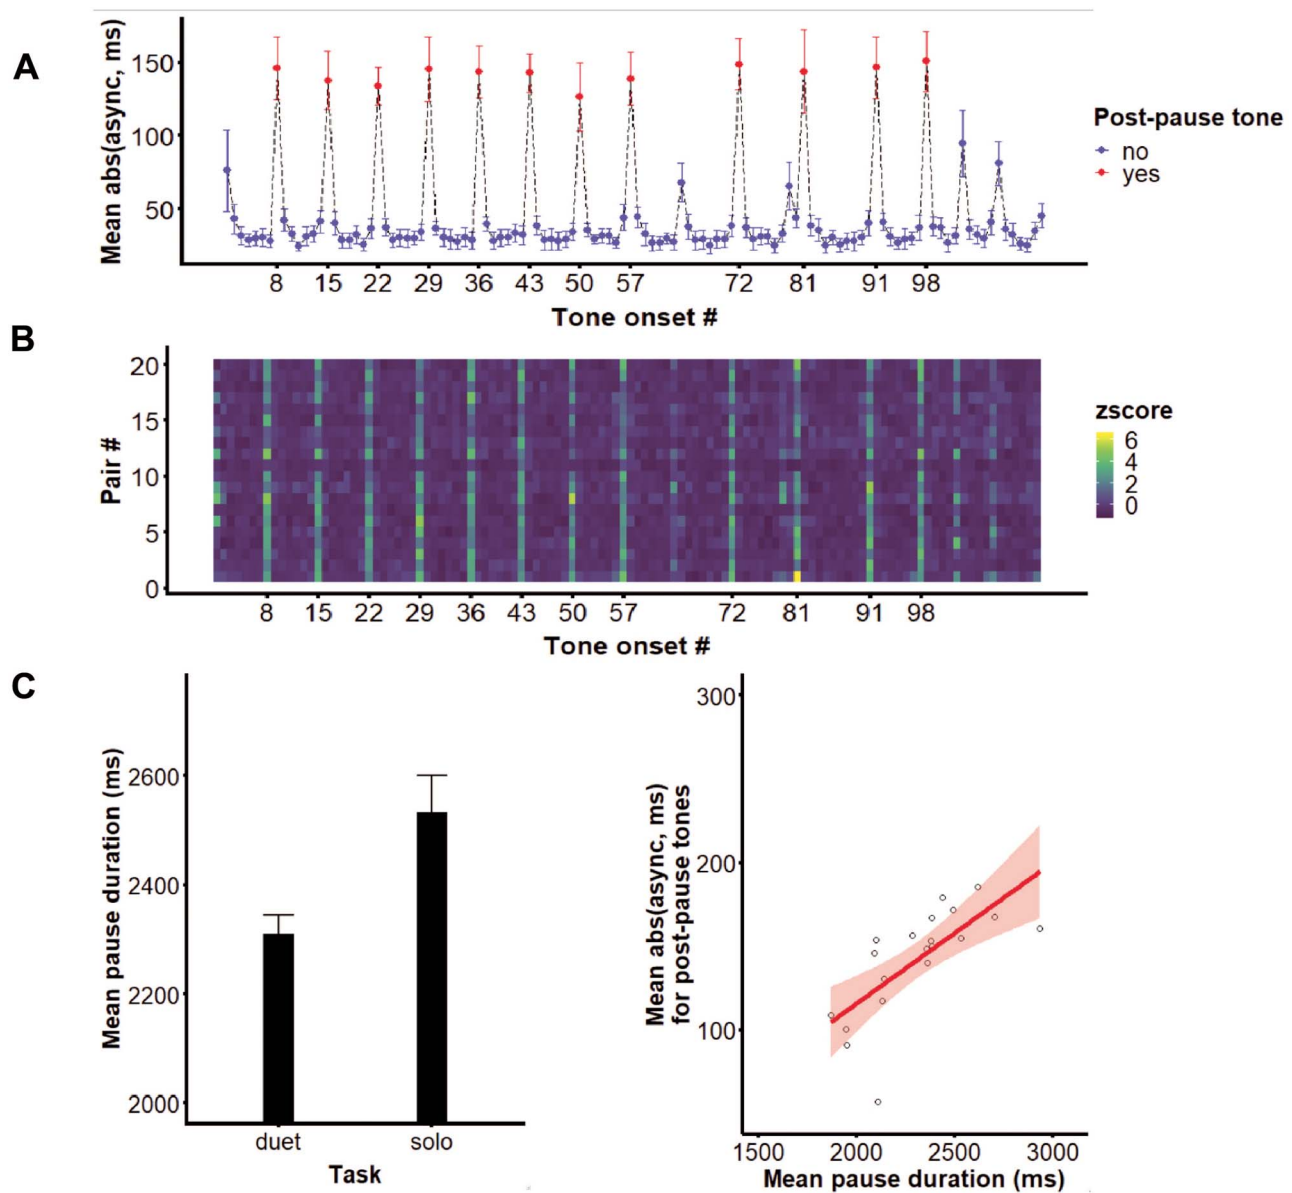 A
Mean abs(async, ms)
150
100
50
8 15 22 29 36 43 50 57 72 81 91 98
Tone onset #
Post-pause tone
no
yes
B
Pair #
20
15
10
5
0
8 15 22 29 36 43 50 57 72 81 91 98
Tone onset #
zscore
6
4
2
0
C
Mean pause duration (ms)
2600
2400
2200
2000
duet solo
Task
Mean abs(async, ms)
for post-pause tones
300
200
100
1500 2000 2500 3000
Mean pause duration (ms)